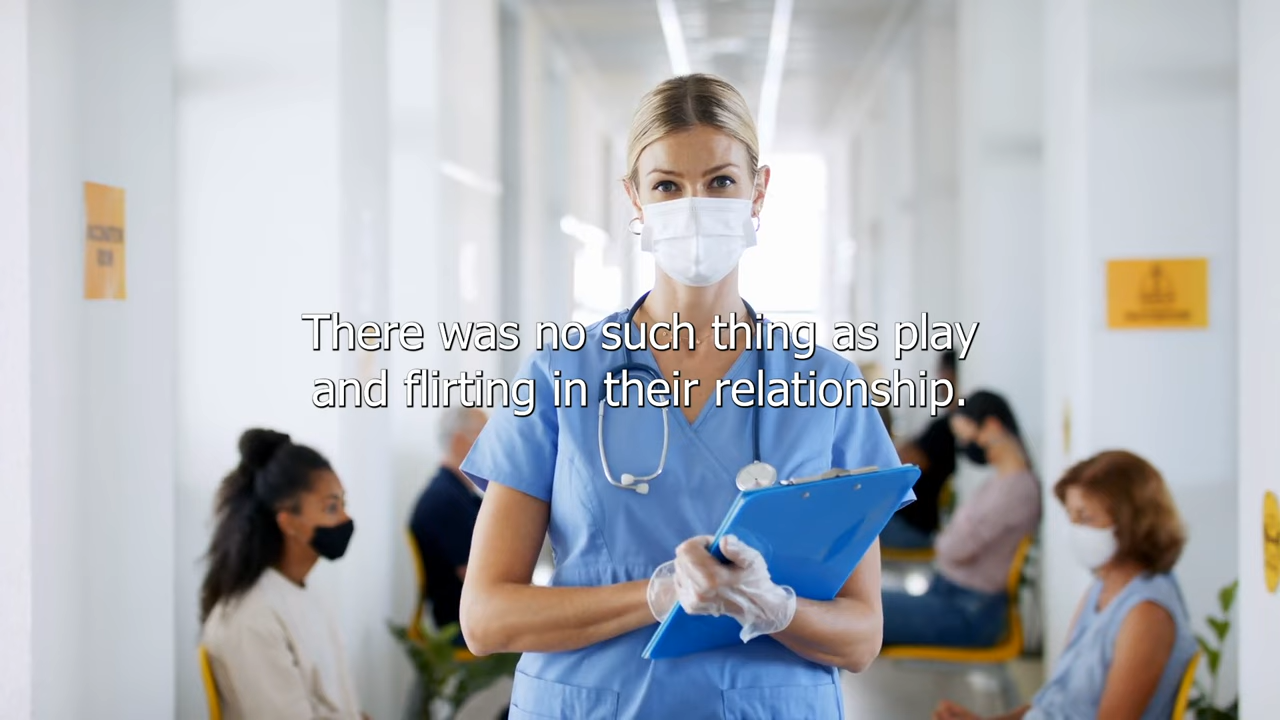 There was no such thing as play
and flirting in their relationship.